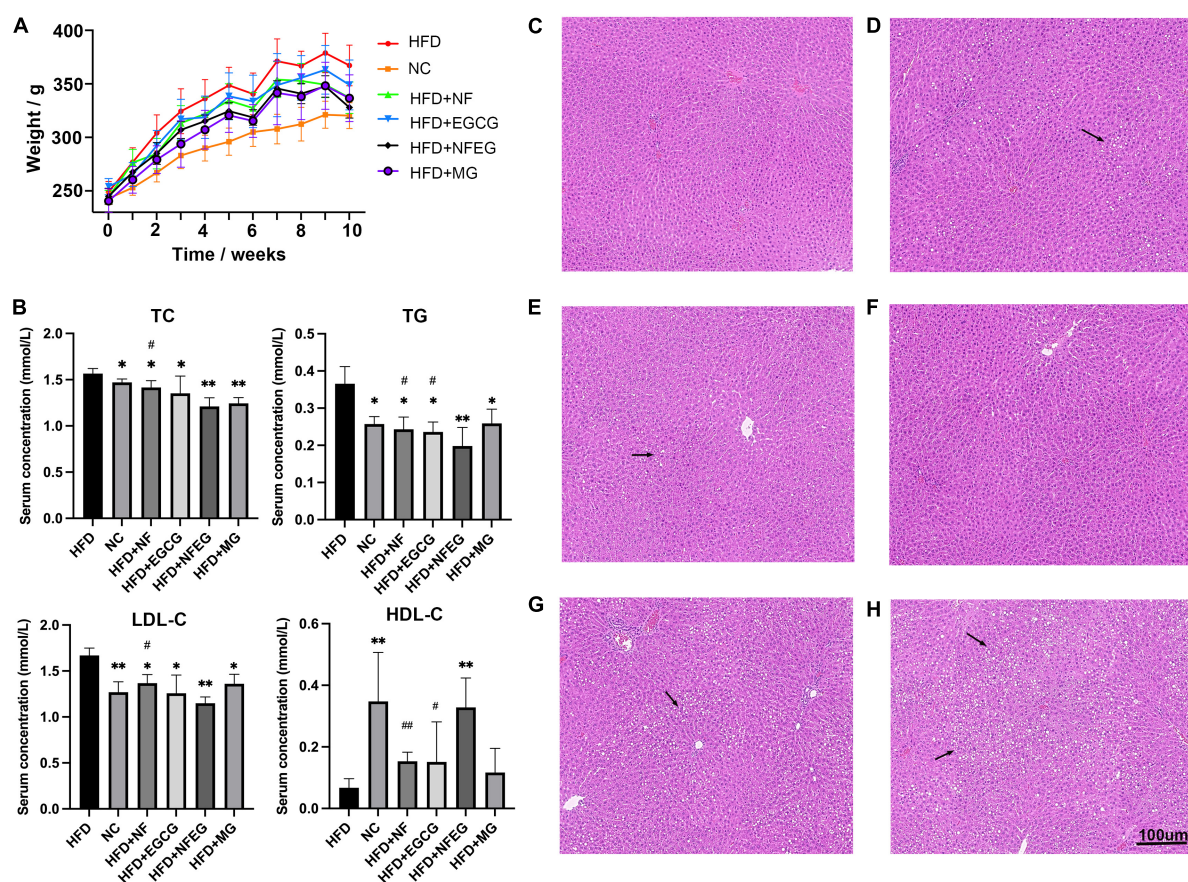 A
400
350
300
250
Weight / g
0
2
4
6
8
10
Time / weeks
HFD
NC
HFD+NF
HFD+EGCG
HFD+NFEG
HFD+MG
B
TC
Serum concentration (mmol/L)
2.0
1.5
1.0
0.5
0.0
#
* * * ** **
HFD
NC
HFD+NF
HFD+EGCG
HFD+NFEG
HFD+MG
TG
Serum concentration (mmol/L)
0.5
0.4
0.3
0.2
0.1
0.0
# #
* * * ** *
HFD
NC
HFD+NF
HFD+EGCG
HFD+NFEG
HFD+MG
LDL-C
Serum concentration (mmol/L)
2.0
1.5
1.0
0.5
0.0
#
** * * ** *
HFD
NC
HFD+NF
HFD+EGCG
HFD+NFEG
HFD+MG
HDL-C
Serum concentration (mmol/L)
0.6
0.4
0.2
0.0
** ## # **
HFD
NC
HFD+NF
HFD+EGCG
HFD+NFEG
HFD+MG
C
D
E
F
G
H
100um